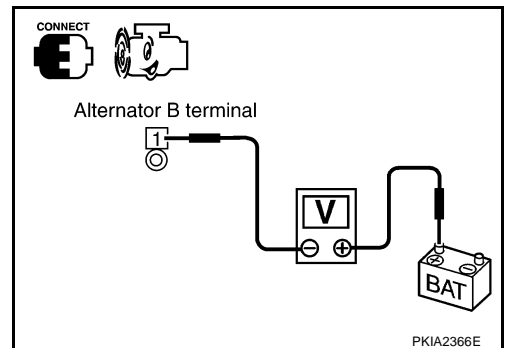 CONNECT
Alternator B terminal
1
V
− +
+ −
BAT
PKIA2366E